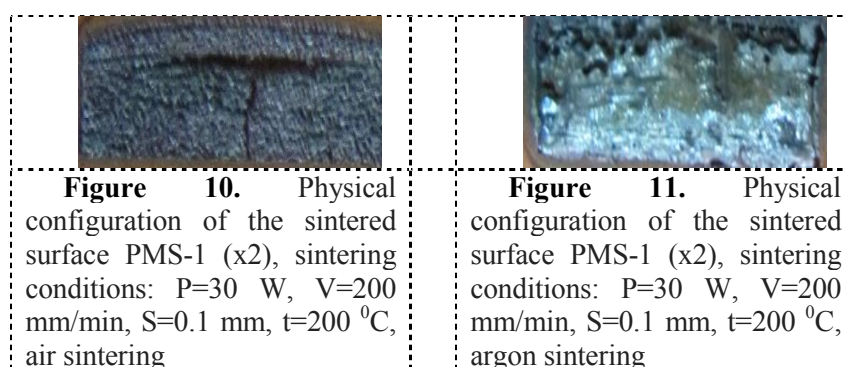 Figure 10. Physical
configuration of the sintered
surface PMS-1 (x2), sintering
conditions: P=30 W, V=200
mm/min, S=0.1 mm, t=200 ⁰C,
air sintering
Figure 11. Physical
configuration of the sintered
surface PMS-1 (x2), sintering
conditions: P=30 W, V=200
mm/min, S=0.1 mm, t=200 ⁰C,
argon sintering